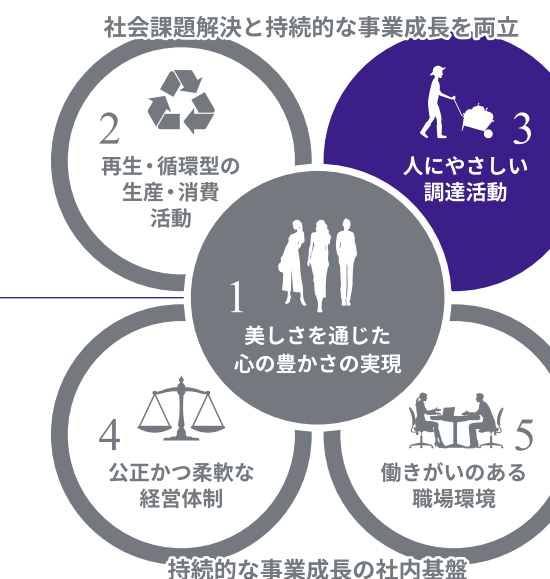 社会課題解決と持続的な事業成長を両立
2
再生・循環型の
生産・消費
活動
3
人にやさしい
調達活動
1
美しさを通じた
心の豊かさの実現
4
公正かつ柔軟な
経営体制
5
働きがいのある
職場環境
持続的な事業成長の社内基盤